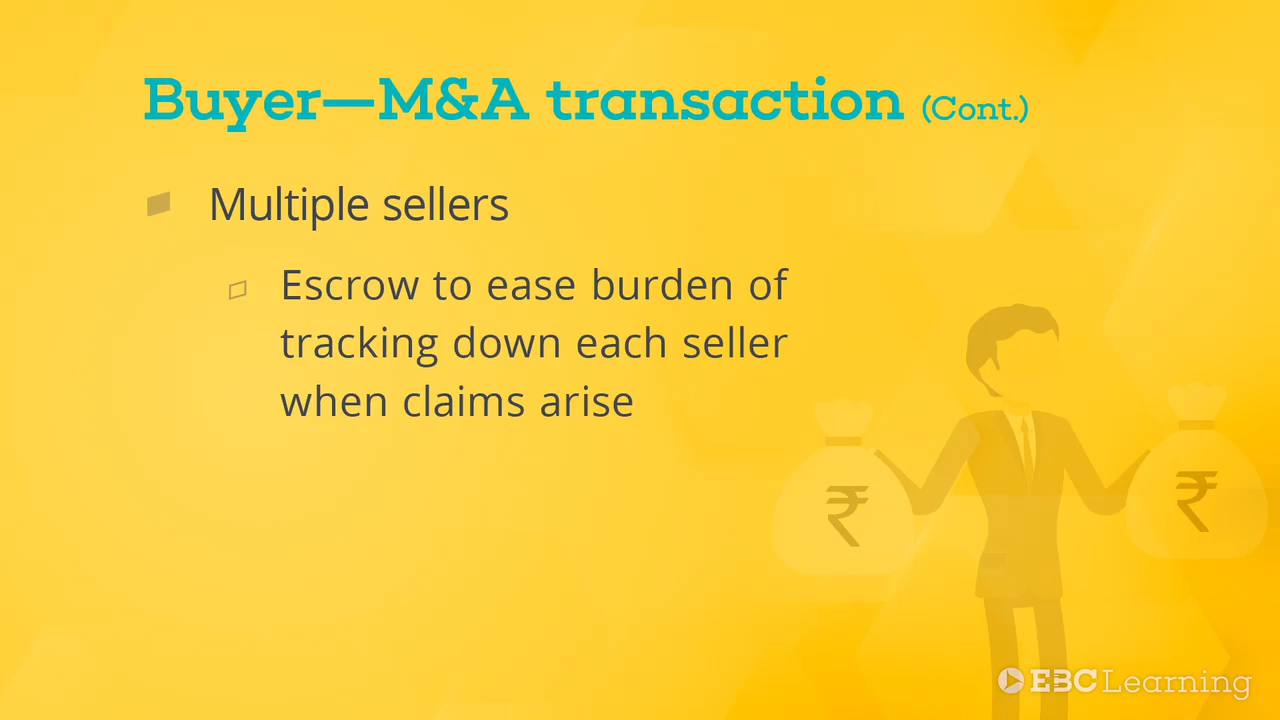 Buyer—M&A transaction (Cont.)
Multiple sellers
Escrow to ease burden of
tracking down each seller
when claims arise
₹
₹
EBC Learning